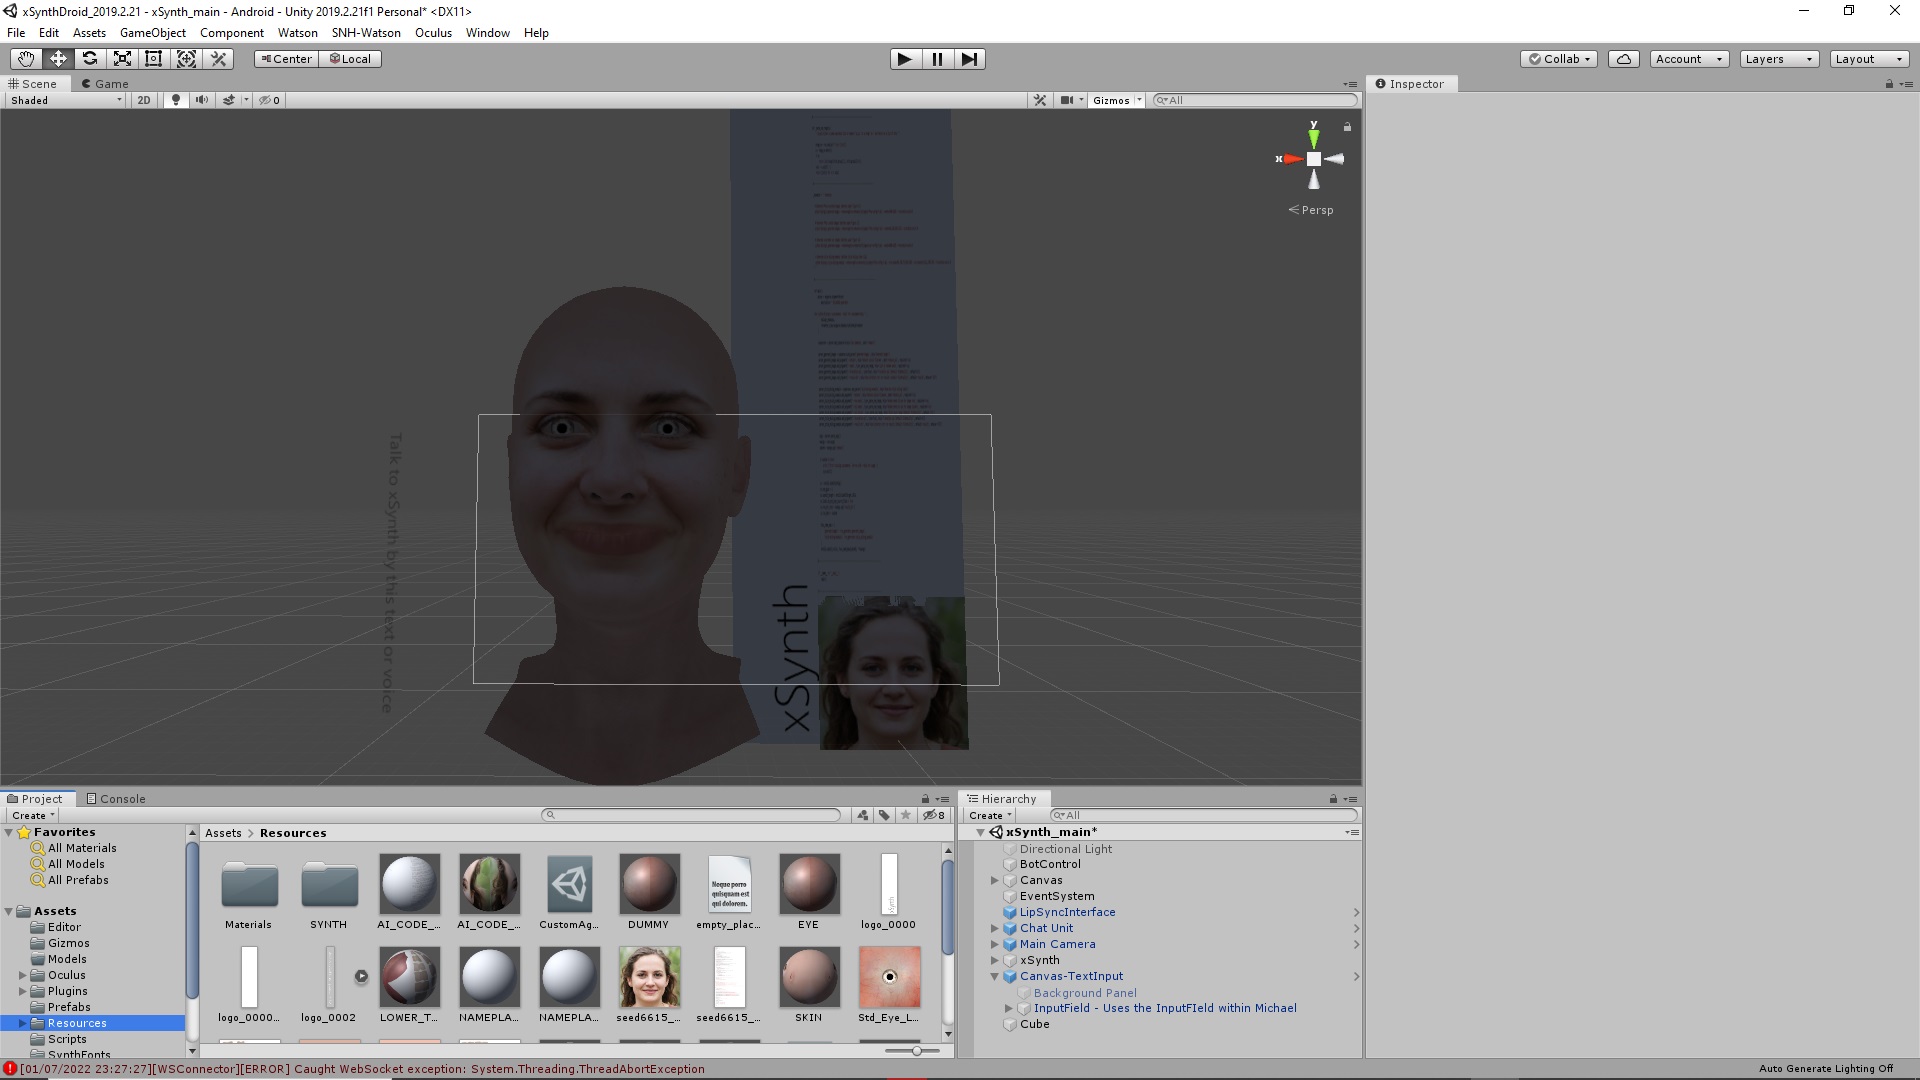 xSynthDroid_2019.2.21 - xSynth_main - Android - Unity 2019.2.21f1 Personal* <DX11>
File Edit Assets GameObject Component Watson SNH-Watson Oculus Window Help
Center Local Collab Account Layers Layout
Scene Game
Inspector
Shaded 2D 0 Gizmos All
y
x
Persp
Talk to xSynth by this text or voice
xSynth
Project Console
Create 8
Favorites
All Materials
All Models
All Prefabs
Assets
Editor
Gizmos
Models
Oculus
Plugins
Prefabs
Resources
Scripts
SynthFonts
Assets > Resources
Neque porro
quisquam est
qui dolorem.
xSynth
Materials SYNTH AI_CODE_... AI_CODE_... CustomAg... DUMMY empty_plac... EYE logo_0000
logo_0000... logo_0002 LOWER_T... NAMEPLA... NAMEPLA... seed6615_... seed6615_... SKIN Std_Eye_L...
Hierarchy
Create All
xSynth_main*
Directional Light
BotControl
Canvas
EventSystem
LipSyncInterface
Chat Unit
Main Camera
xSynth
Canvas-TextInput
Background Panel
InputField - Uses the InputFIeld within Michael
Cube
[01/07/2022 23:27:27][WSConnector][ERROR] Caught WebSocket exception: System.Threading.ThreadAbortException
Auto Generate Lighting Off